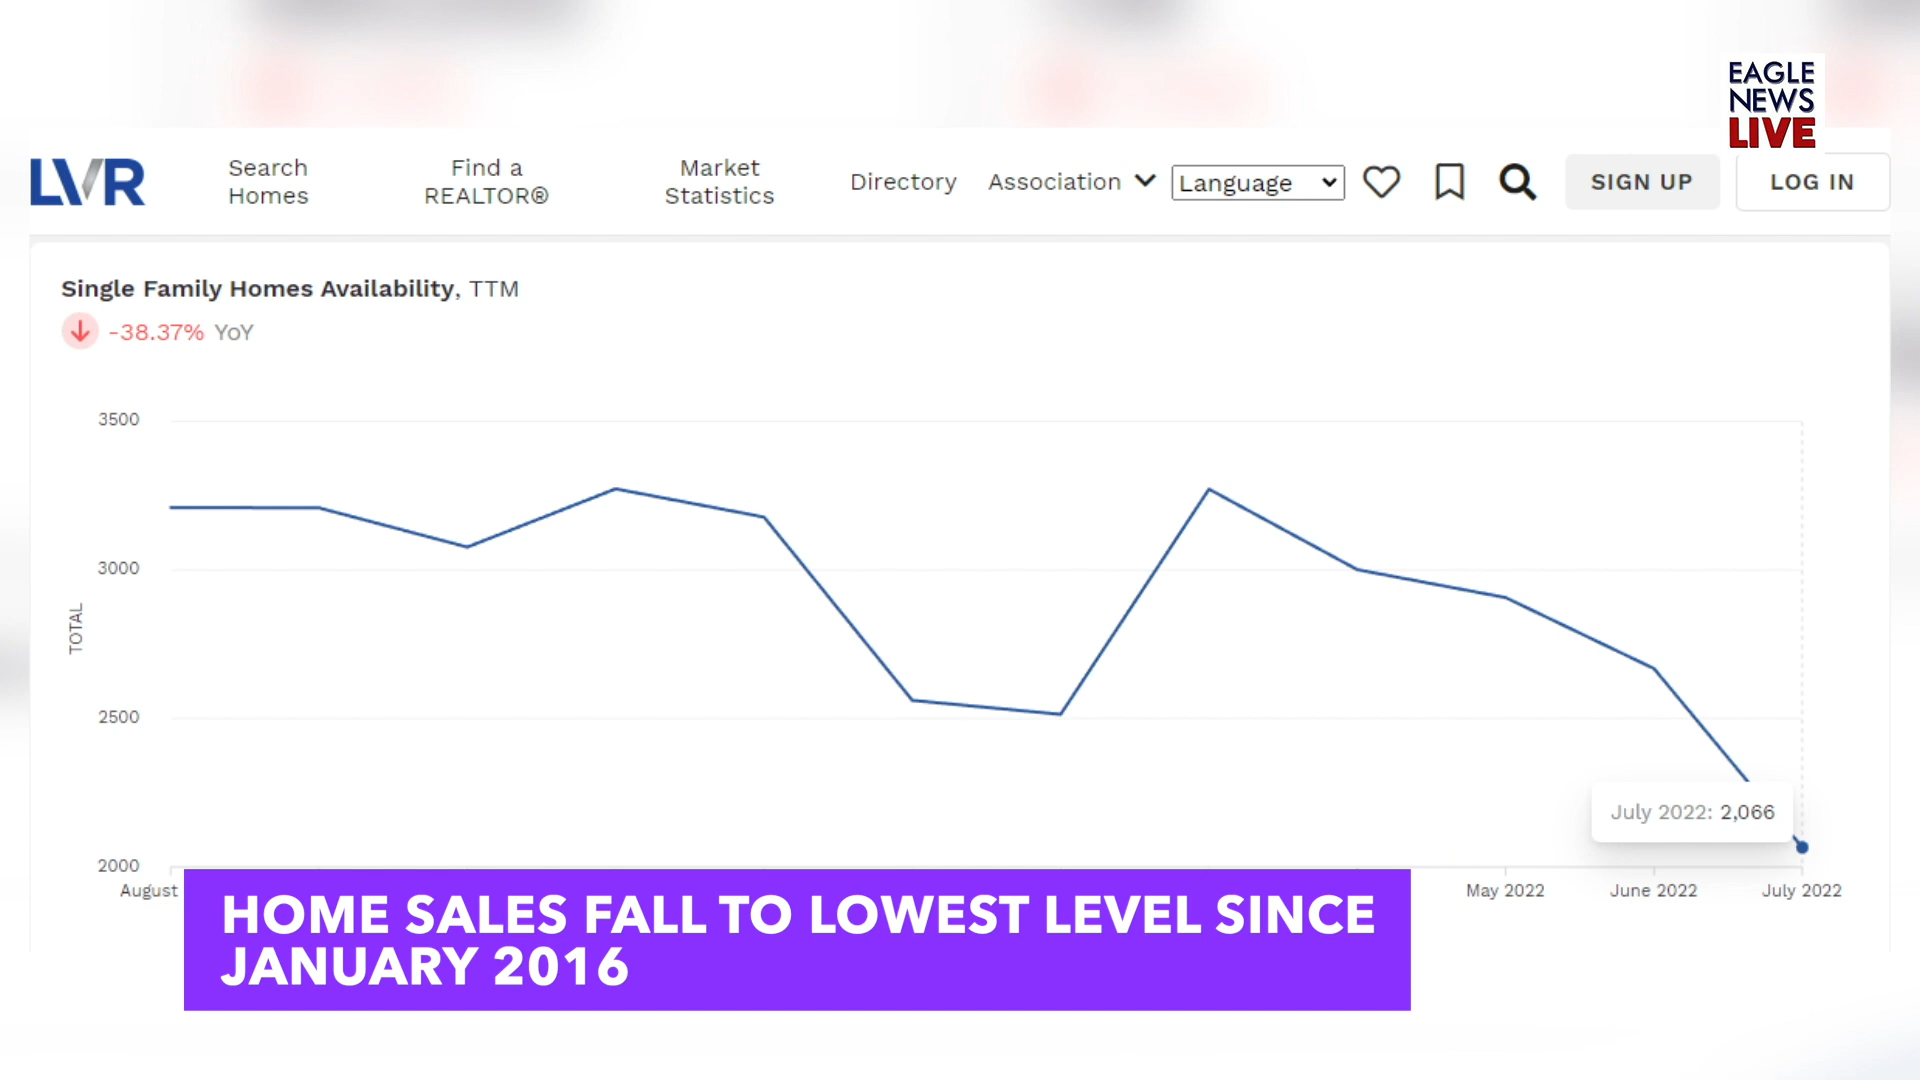 EAGLE
NEWS
LIVE
LVR
Search
Homes
Find a
REALTOR®
Market
Statistics
Directory
Association
Language
SIGN UP
LOG IN
Single Family Homes Availability, TTM
-38.37% YoY
3500
3000
2500
2000
TOTAL
July 2022: 2,066
August
May 2022
June 2022
July 2022
HOME SALES FALL TO LOWEST LEVEL SINCE
JANUARY 2016